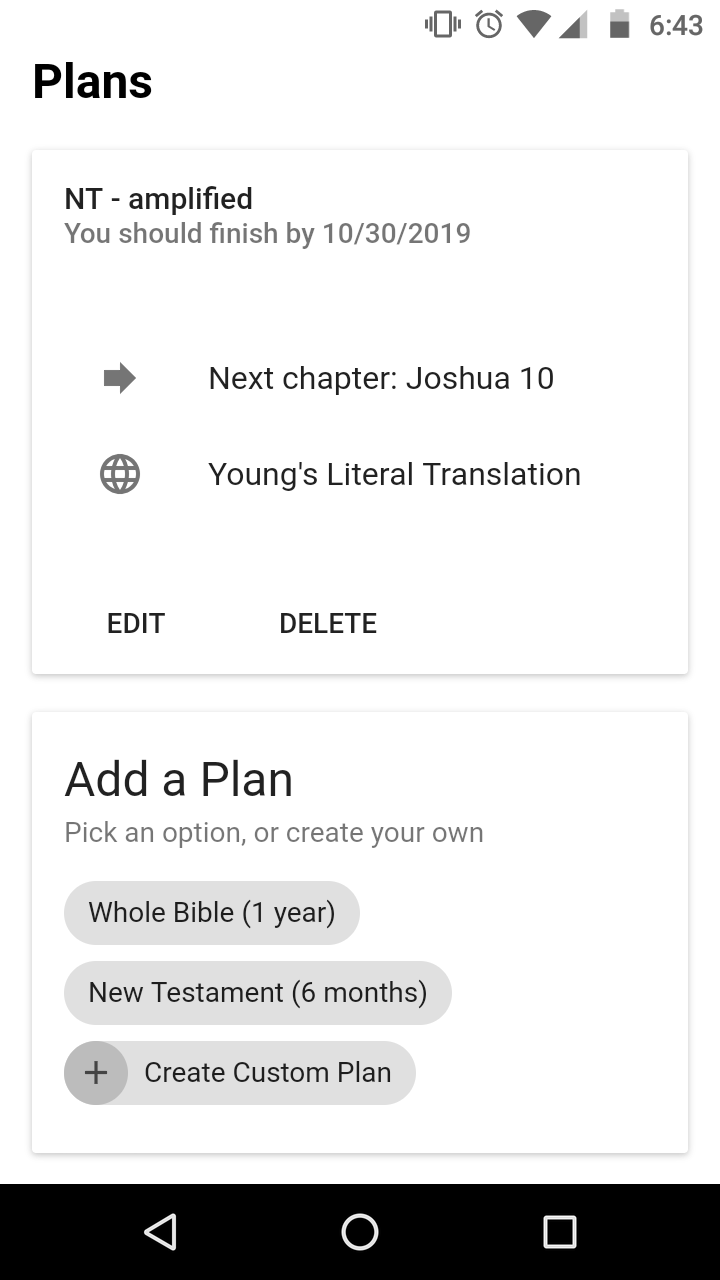 6:43
Plans
NT - amplified
You should finish by 10/30/2019
Next chapter: Joshua 10
Young's Literal Translation
EDIT DELETE
Add a Plan
Pick an option, or create your own
Whole Bible (1 year)
New Testament (6 months)
Create Custom Plan